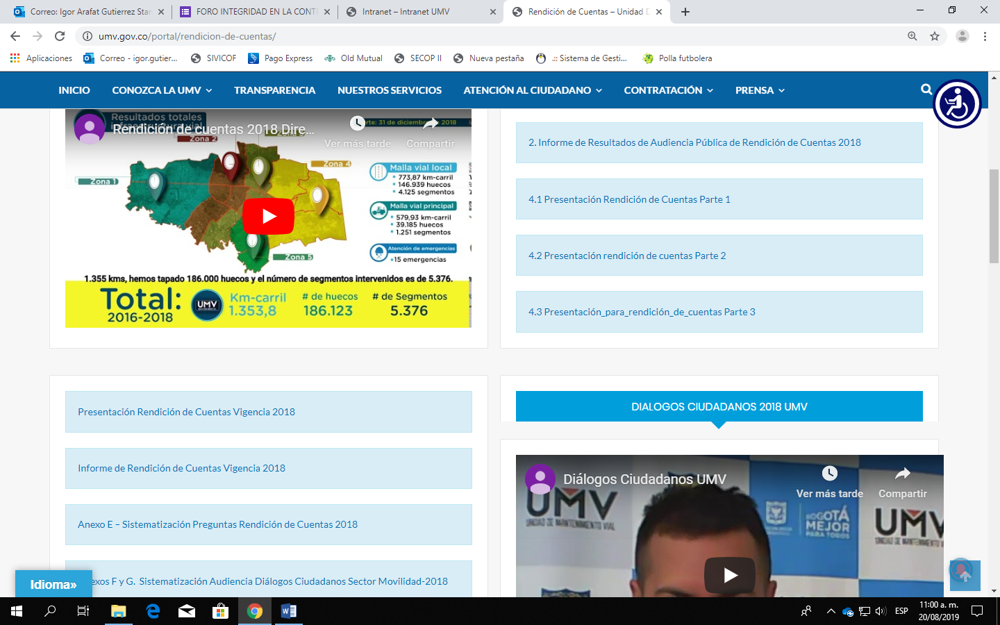 Correo: Igor Arafat Gutierrez Sta
FORO INTEGRIDAD EN LA CONT
Intranet – Intranet UMV
Rendición de Cuentas – Unidad
umv.gov.co/portal/rendicion-de-cuentas/
Aplicaciones
Correo - igor.gutier...
SIVICOF
Pago Express
Old Mutual
SECOP II
Nueva pestaña
.:: Sistema de Gesti...
Polla futbolera
INICIO
CONOZCA LA UMV
TRANSPARENCIA
NUESTROS SERVICIOS
ATENCIÓN AL CIUDADANO
CONTRATACIÓN
PRENSA
Resultados totales
Rendición de cuentas 2018 Dire...
Ver más tarde
Compartir
rte: 31 de diciembre 2018
Zona 2
Zona 4
Zona 1
Zona 5
Malla vial local
• 773,87 km-carril
• 146.939 huecos
• 4.125 segmentos
Malla vial principal
• 579,93 km-carril
• 39.185 huecos
• 1.251 segmentos
Atención de emergencias
•15 emergencias
1.355 kms, hemos tapado 186.000 huecos y el número de segmentos intervenidos es de 5.376.
Total:
2016-2018
UMV
Km-carril
1.353,8
# de huecos
186.123
# de Segmentos
5.376
2. Informe de Resultados de Audiencia Pública de Rendición de Cuentas 2018
4.1 Presentación Rendición de Cuentas Parte 1
4.2 Presentación rendición de cuentas Parte 2
4.3 Presentación_para_rendición_de_cuentas Parte 3
Presentación Rendición de Cuentas Vigencia 2018
Informe de Rendición de Cuentas Vigencia 2018
Anexo E – Sistematización Preguntas Rendición de Cuentas 2018
exos F y G. Sistematización Audiencia Diálogos Ciudadanos Sector Movilidad-2018
Idioma»
DIALOGOS CIUDADANOS 2018 UMV
Diálogos Ciudadanos UMV
Ver más tarde
Compartir
UMV
UNIDAD DE MANTENIMIENTO VIAL
BOGOTÁ
MEJOR
PARA TODOS
UMV
UNIDAD DE MANTENIMIENTO VIAL
ESP
11:00 a. m.
20/08/2019